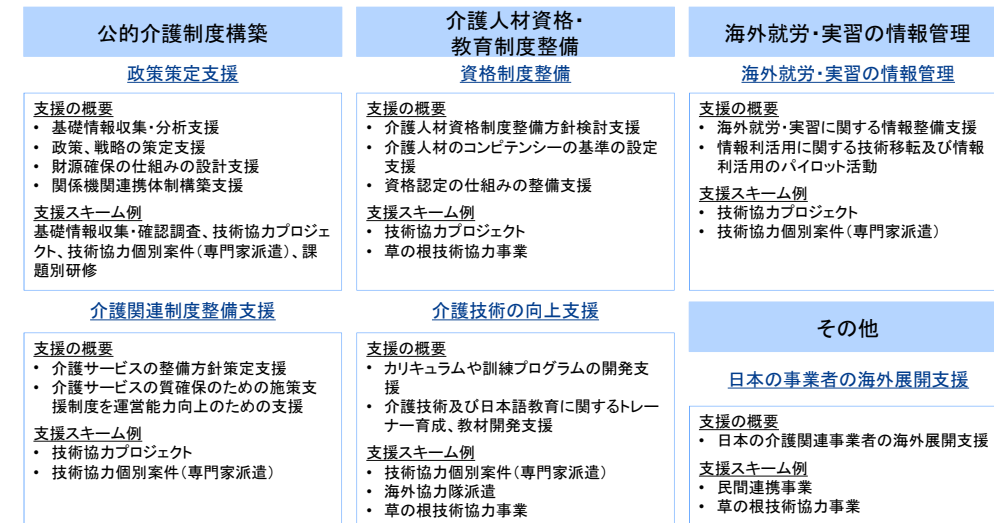 公的介護制度構築
政策策定支援
支援の概要
• 基礎情報収集・分析支援
• 政策、戦略の策定支援
• 財源確保の仕組みの設計支援
• 関係機関連携体制構築支援
支援スキーム例
基礎情報収集・確認調査、技術協力プロジェ
クト、技術協力個別案件（専門家派遣）、課
題別研修
介護関連制度整備支援
支援の概要
• 介護サービスの整備方針策定支援
• 介護サービスの質確保のための施策支
援制度を運営能力向上のための支援
支援スキーム例
• 技術協力プロジェクト
• 技術協力個別案件（専門家派遣）
介護人材資格・
教育制度整備
資格制度整備
支援の概要
• 介護人材資格制度整備方針検討支援
• 介護人材のコンピテンシーの基準の設定
支援
• 資格認定の仕組みの整備支援
支援スキーム例
• 技術協力プロジェクト
• 草の根技術協力事業
介護技術の向上支援
支援の概要
• カリキュラムや訓練プログラムの開発支
援
• 介護技術及び日本語教育に関するトレー
ナー育成、教材開発支援
支援スキーム例
• 技術協力個別案件（専門家派遣）
• 海外協力隊派遣
• 草の根技術協力事業
海外就労・実習の情報管理
海外就労・実習の情報管理
支援の概要
• 海外就労・実習に関する情報整備支援
• 情報利活用に関する技術移転及び情報
利活用のパイロット活動
支援スキーム例
• 技術協力プロジェクト
• 技術協力個別案件（専門家派遣）
その他
日本の事業者の海外展開支援
支援の概要
• 日本の介護関連事業者の海外展開支援
支援スキーム例
• 民間連携事業
• 草の根技術協力事業